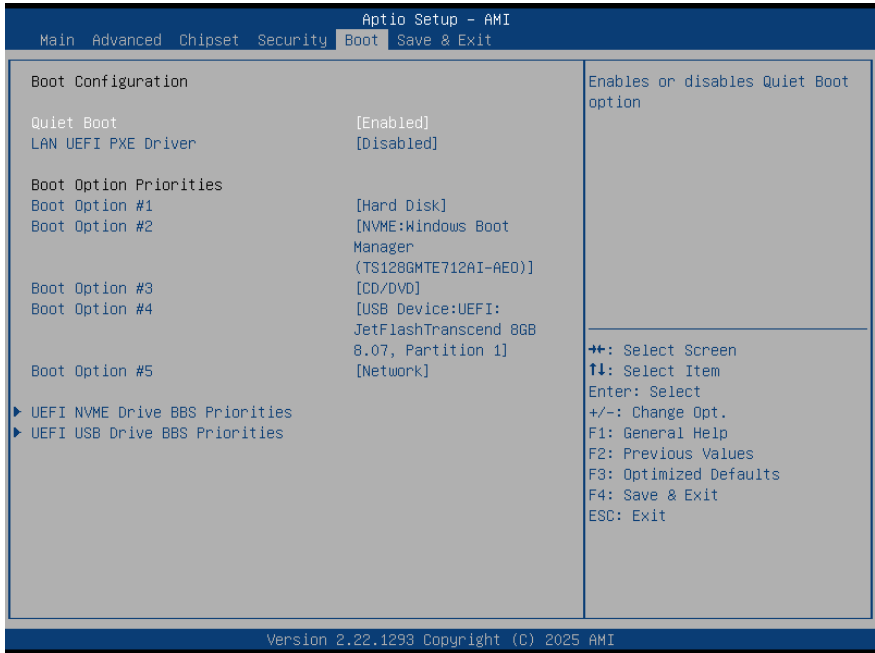 Aptio Setup – AMI
Main Advanced Chipset Security Boot Save & Exit
Boot Configuration
Quiet Boot [Enabled]
LAN UEFI PXE Driver [Disabled]
Boot Option Priorities
Boot Option #1 [Hard Disk]
Boot Option #2 [NVME:Windows Boot
Manager
(TS128GMTE712AI-AEO)]
Boot Option #3 [CD/DVD]
Boot Option #4 [USB Device:UEFI:
JetFlashTranscend 8GB
8.07, Partition 1]
Boot Option #5 [Network]
UEFI NVME Drive BBS Priorities
UEFI USB Drive BBS Priorities
Enables or disables Quiet Boot
option
→←: Select Screen
↑↓: Select Item
Enter: Select
+/-: Change Opt.
F1: General Help
F2: Previous Values
F3: Optimized Defaults
F4: Save & Exit
ESC: Exit
Version 2.22.1293 Copyright (C) 2025 AMI